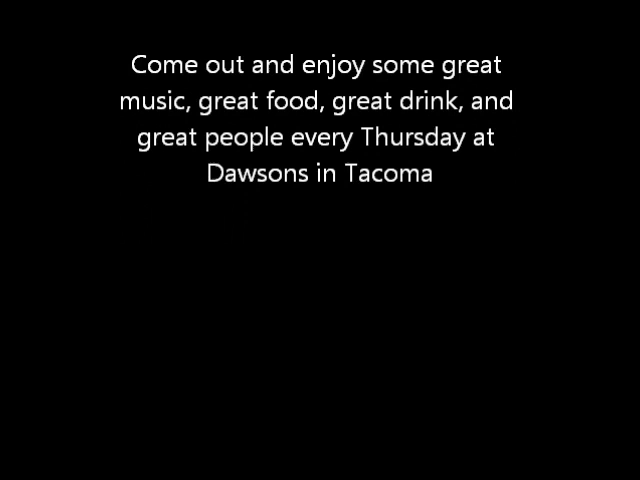 Come out and enjoy some great
music, great food, great drink, and
great people every Thursday at
Dawsons in Tacoma